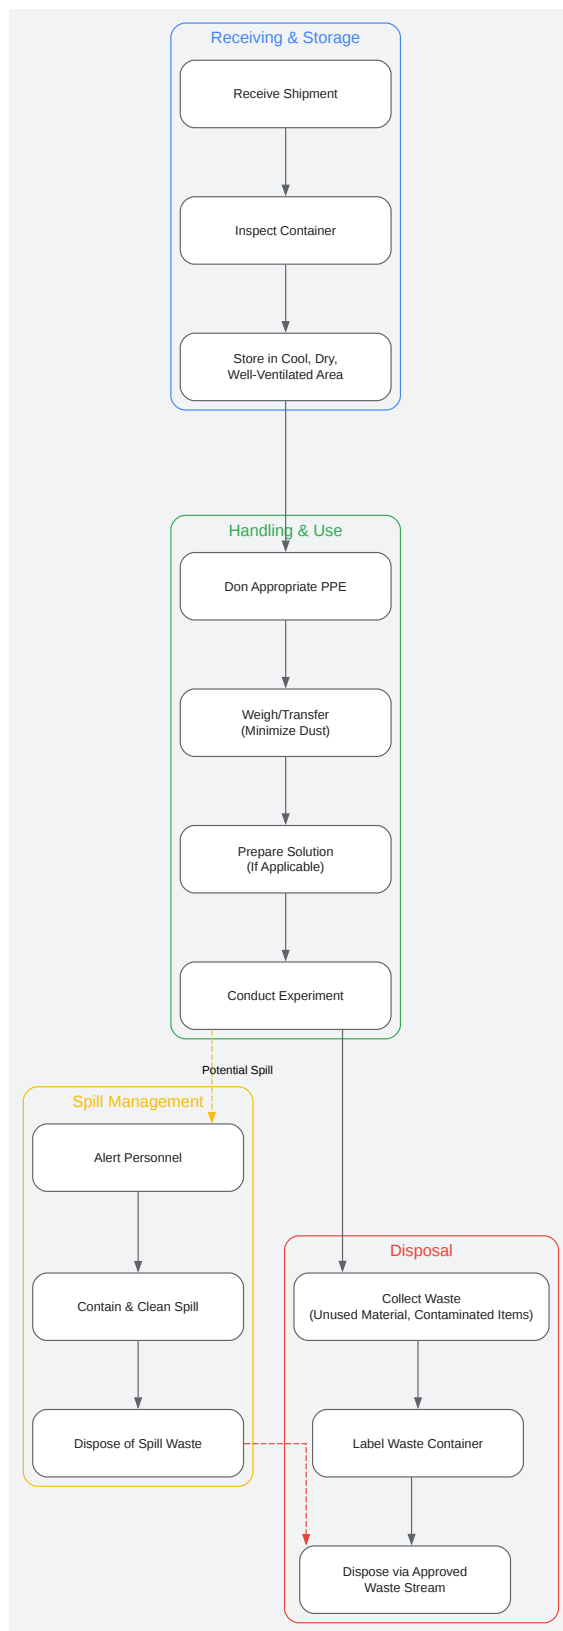 Receiving & Storage
Receive Shipment
Inspect Container
Store in Cool, Dry,
Well-Ventilated Area
Handling & Use
Don Appropriate PPE
Weigh/Transfer
(Minimize Dust)
Prepare Solution
(If Applicable)
Conduct Experiment
Potential Spill
Spill Management
Alert Personnel
Contain & Clean Spill
Dispose of Spill Waste
Disposal
Collect Waste
(Unused Material, Contaminated Items)
Label Waste Container
Dispose via Approved
Waste Stream